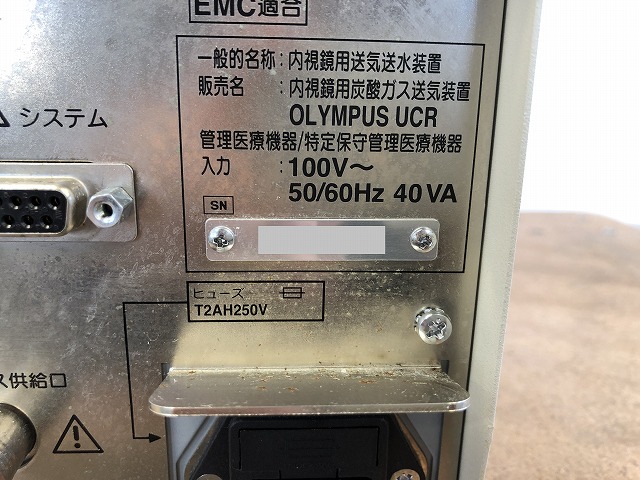 EMC適合
一般的名称：内視鏡用送気送水装置
販売名：内視鏡用炭酸ガス送気装置
OLYMPUS UCR
管理医療機器/特定保守管理医療機器
入力：100V～
50/60Hz 40VA
SN
システム
ヒューズ
T2AH250V
ス供給口